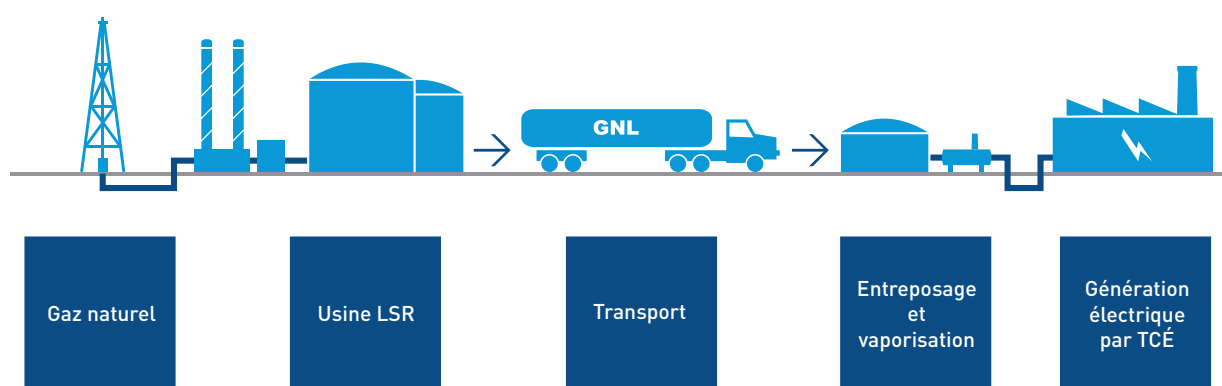 GNL
Gaz naturel
Usine LSR
Transport
Entreposage
et
vaporisation
Génération
électrique
par TCÉ